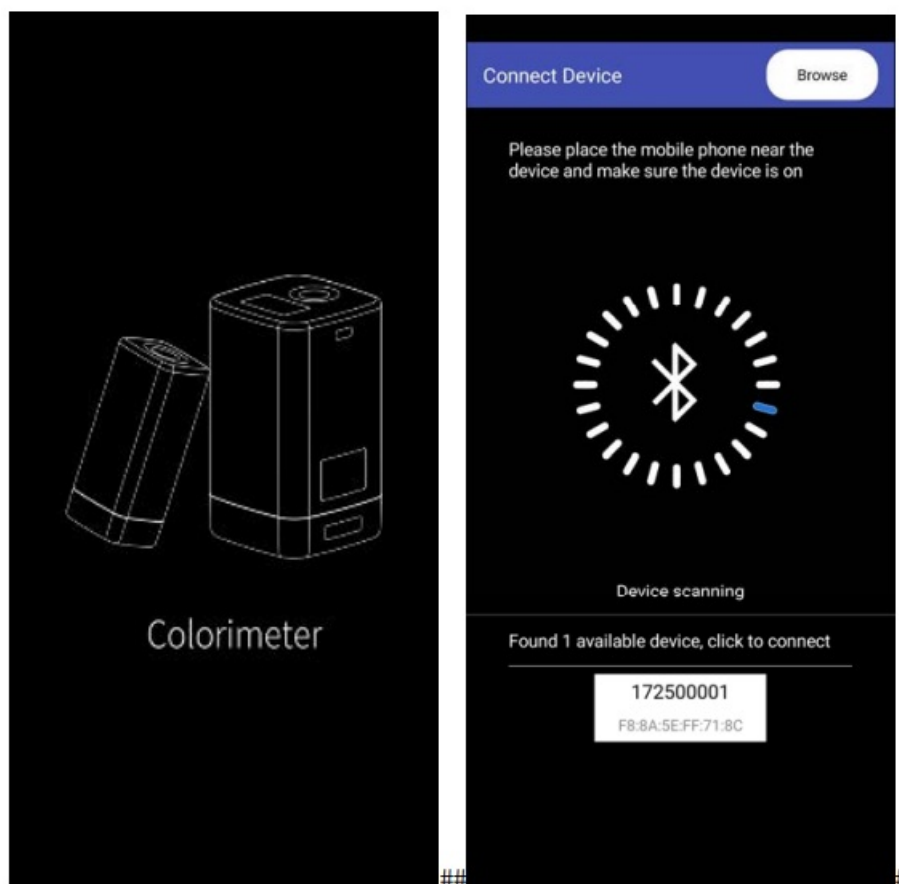 Colorimeter
Connect Device
Browse
Please place the mobile phone near the
device and make sure the device is on
Device scanning
Found 1 available device, click to connect
172500001
F8:8A:5E:FF:71:8C
##